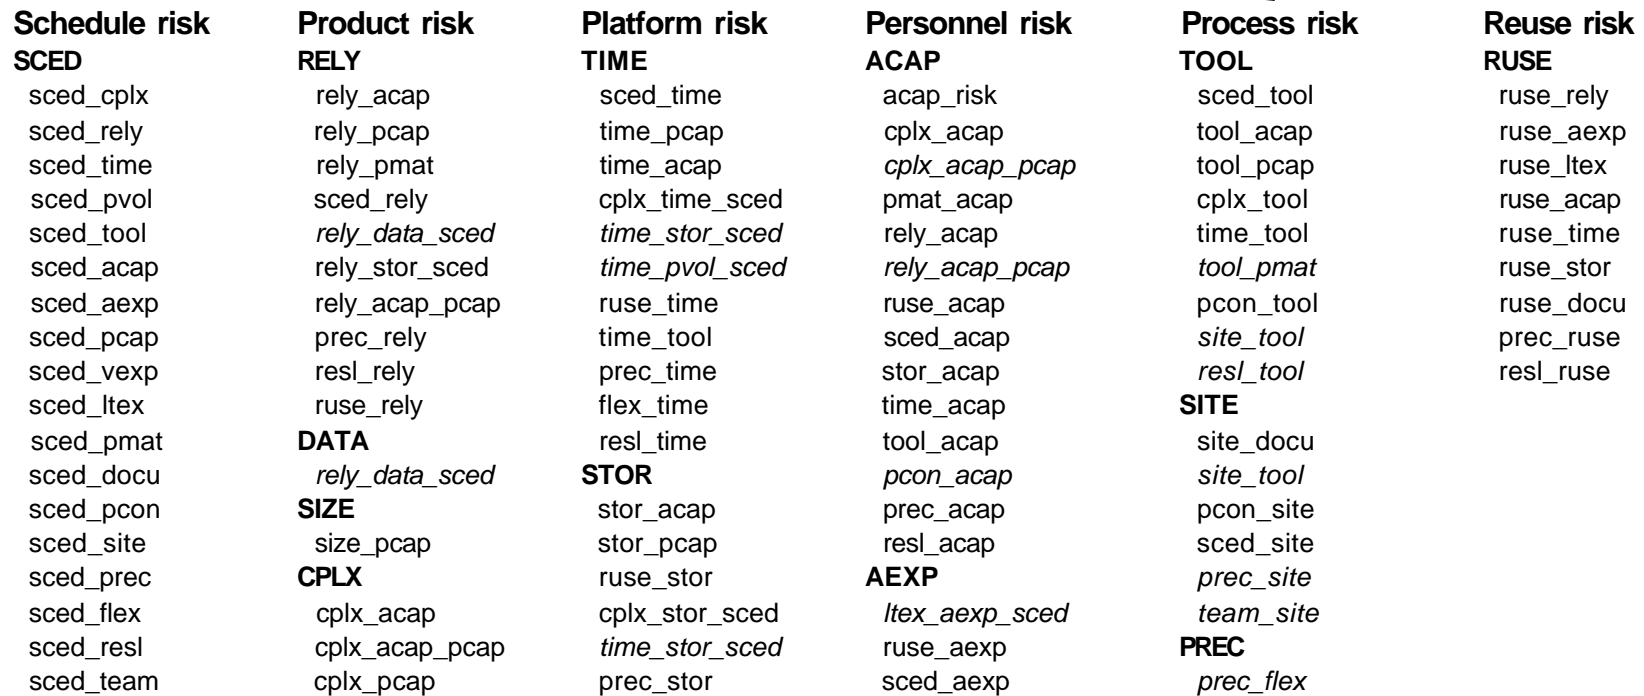 Schedule risk Product risk Platform risk Personnel risk Process risk Reuse risk
SCED RELY TIME ACAP TOOL RUSE
sced_cplx rely_acap sced_time acap_risk sced_tool ruse_rely
sced_rely rely_pcap time_pcap cplx_acap tool_acap ruse_aexp
sced_time rely_pmat time_acap cplx_acap_pcap tool_pcap ruse_ltex
sced_pvol sced_rely cplx_time_sced pmat_acap cplx_tool ruse_acap
sced_tool rely_data_sced time_stor_sced rely_acap time_tool ruse_time
sced_acap rely_stor_sced time_pvol_sced rely_acap_pcap tool_pmat ruse_stor
sced_aexp rely_acap_pcap ruse_time ruse_acap pcon_tool ruse_docu
sced_pcap prec_rely time_tool sced_acap site_tool prec_ruse
sced_vexp resl_rely prec_time stor_acap resl_tool resl_ruse
sced_ltex ruse_rely flex_time time_acap SITE
sced_pmat DATA resl_time tool_acap site_docu
sced_docu rely_data_sced STOR pcon_acap site_tool
sced_pcon SIZE stor_acap prec_acap pcon_site
sced_site size_pcap stor_pcap resl_acap sced_site
sced_prec CPLX ruse_stor AEXP prec_site
sced_flex cplx_acap cplx_stor_sced ltex_aexp_sced team_site
sced_resl cplx_acap_pcap time_stor_sced ruse_aexp PREC
sced_team cplx_pcap prec_stor sced_aexp prec_flex